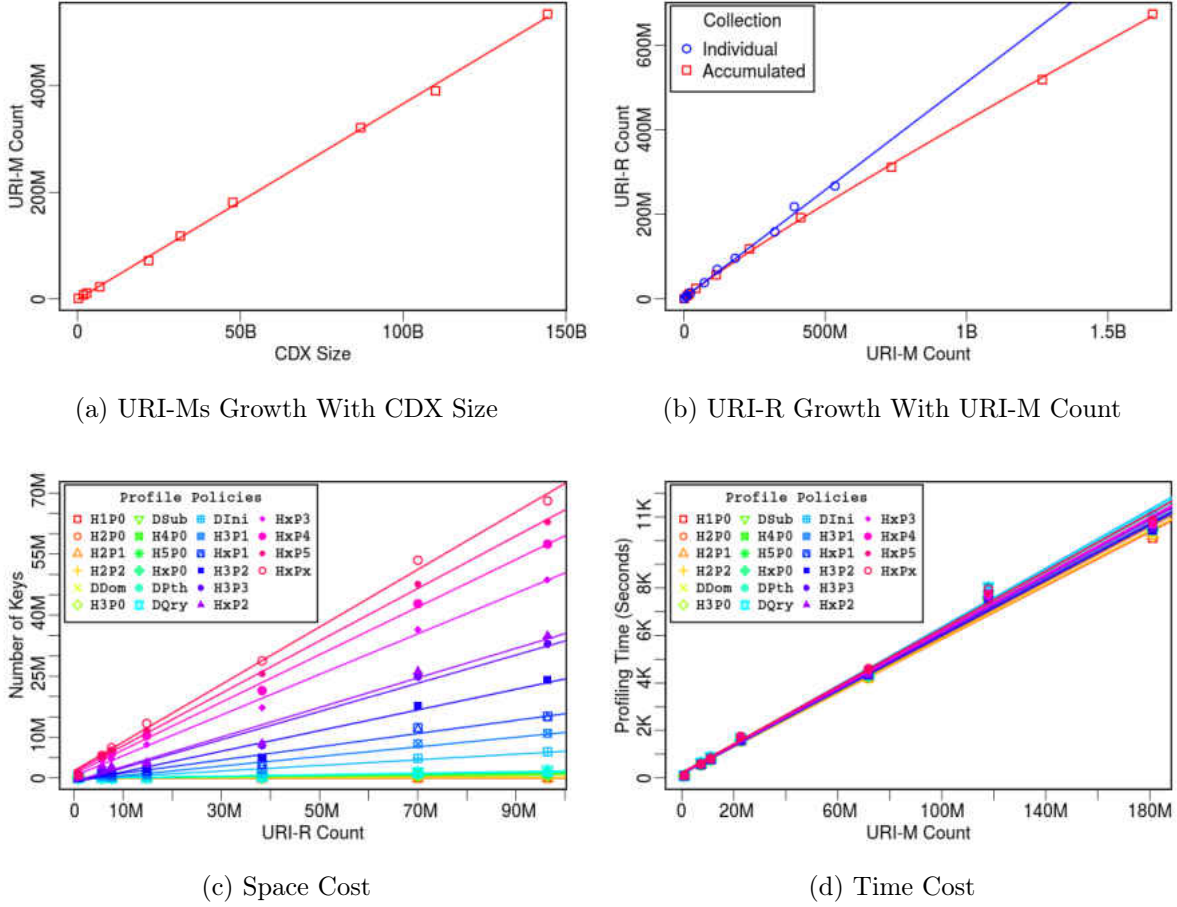 URI-M Count
0 200M 400M
0 50B 100B 150B
CDX Size
(a) URI-Ms Growth With CDX Size
URI-R Count
0 200M 400M 600M
Collection
Individual
Accumulated
0 500M 1B 1.5B
URI-M Count
(b) URI-R Growth With URI-M Count
Number of Keys
0 10M 25M 40M 55M 70M
Profile Policies
H1P0 DSub DIni HxP3
H2P0 H4P0 H3P1 HxP4
H2P1 H5P0 HxP1 HxP5
H2P2 HxP0 H3P2 HxPx
DDom DPth H3P3
H3P0 DQry HxP2
0 10M 30M 50M 70M 90M
URI-R Count
(c) Space Cost
Profiling Time (Seconds)
0 2K 4K 6K 8K 11K
Profile Policies
H1P0 DSub DIni HxP3
H2P0 H4P0 H3P1 HxP4
H2P1 H5P0 HxP1 HxP5
H2P2 HxP0 H3P2 HxPx
DDom DPth H3P3
H3P0 DQry HxP2
0 20M 60M 100M 140M 180M
URI-M Count
(d) Time Cost